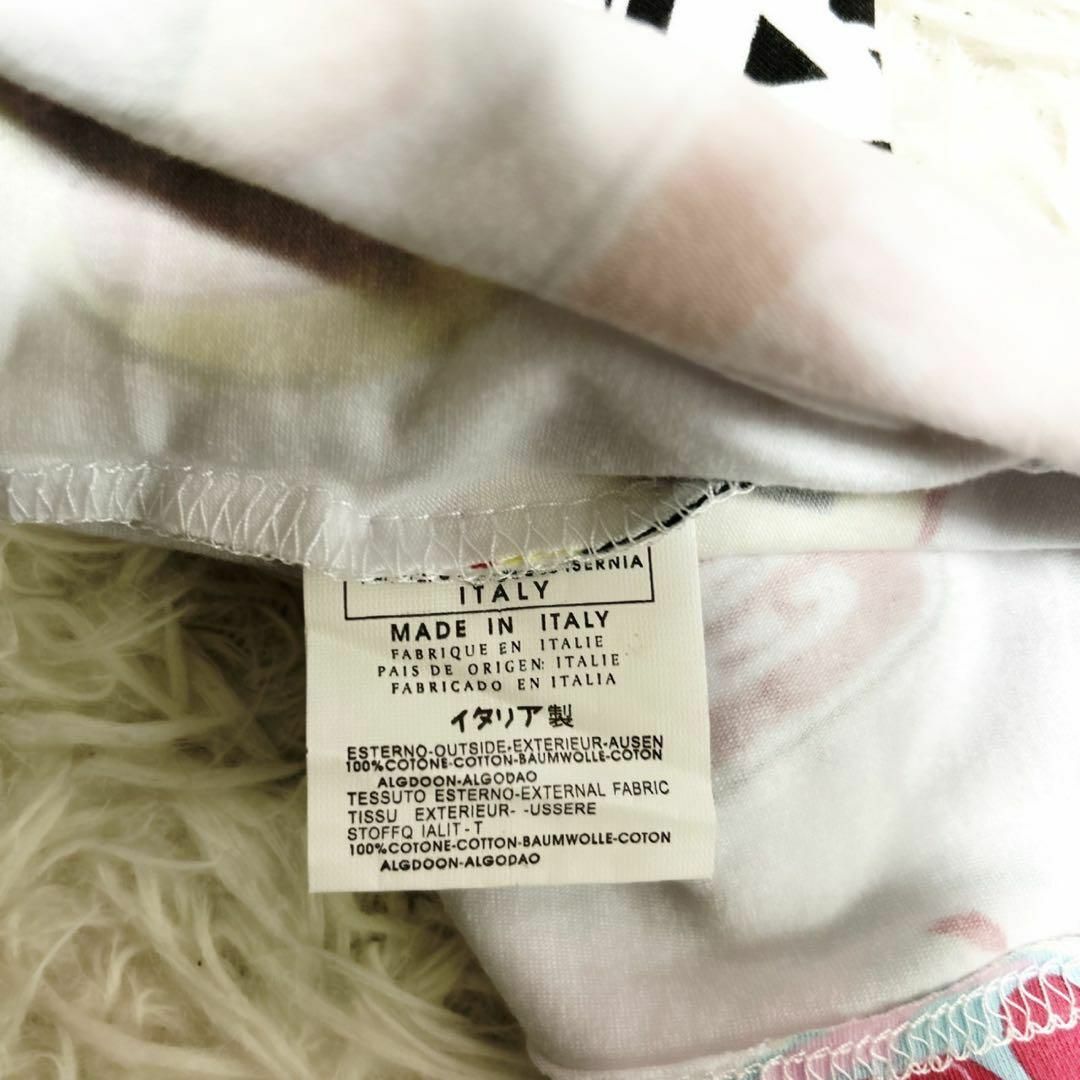 ISERNIA
ITALY
MADE IN ITALY
FABRIQUE EN ITALIE
PAIS DE ORIGEN: ITALIE
FABRICADO EN ITALIA
イタリア製
ESTERNO-OUTSIDE-EXTERIEUR-AUSEN
100%COTONE-COTTON-BAUMWOLLE-COTON
ALGDOON-ALGODAO
TESSUTO ESTERNO-EXTERNAL FABRIC
TISSU EXTERIEUR- -USSERE
STOFFQ IALIT-T
100%COTONE-COTTON-BAUMWOLLE-COTON
ALGDOON-ALGODAO